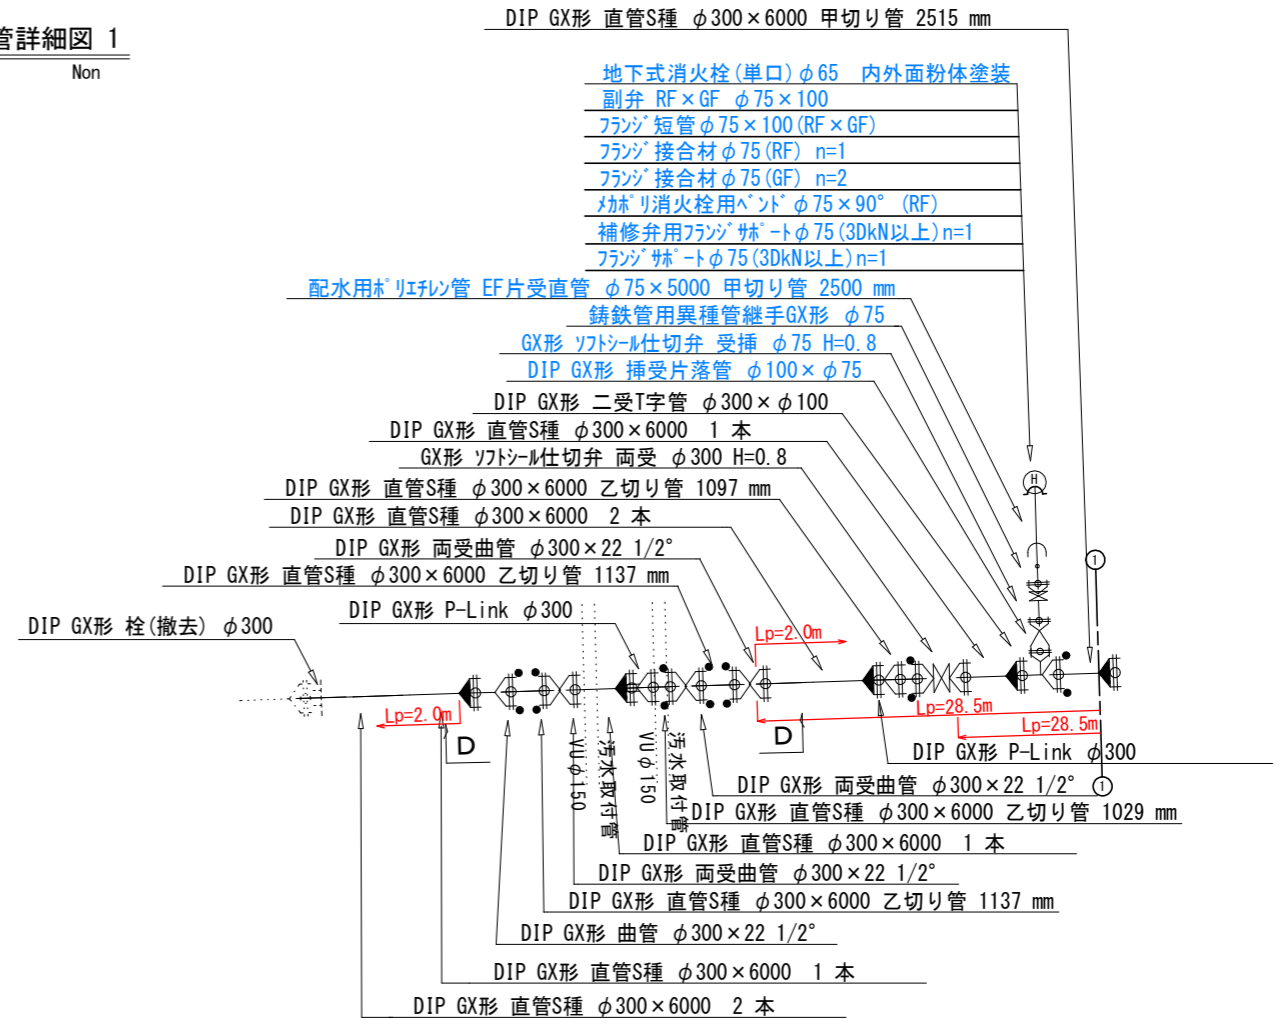 管詳細図 1
Non
DIP GX形 直管S種 φ300×6000 甲切り管 2515 mm
地下式消火栓(単口)φ65 内外面粉体塗装
副弁 RF×GF φ75×100
フランジ短管φ75×100(RF×GF)
フランジ接合材φ75(RF) n=1
フランジ接合材φ75(GF) n=2
メカポリ消火栓用ベンドφ75×90° (RF)
補修弁用フランジサポートφ75(3DkN以上)n=1
フランジサポートφ75(3DkN以上)n=1
配水用ポリエチレン管 EF片受直管 φ75×5000 甲切り管 2500 mm
鋳鉄管用異種管継手GX形 φ75
GX形 ソフトシール仕切弁 受挿 φ75 H=0.8
DIP GX形 挿受片落管 φ100×φ75
DIP GX形 二受T字管 φ300×φ100
DIP GX形 直管S種 φ300×6000 1 本
GX形 ソフトシール仕切弁 両受 φ300 H=0.8
DIP GX形 直管S種 φ300×6000 乙切り管 1097 mm
DIP GX形 直管S種 φ300×6000 2 本
DIP GX形 両受曲管 φ300×22 1/2°
DIP GX形 直管S種 φ300×6000 乙切り管 1137 mm
DIP GX形 P-Link φ300
DIP GX形 栓(撤去) φ300
H
1
Lp=2.0m
Lp=2.0m
Lp=28.5m
Lp=28.5m
D
D
VUφ150
汚水取付管
VUφ150
汚水取付管
1
DIP GX形 P-Link φ300
DIP GX形 両受曲管 φ300×22 1/2°
DIP GX形 直管S種 φ300×6000 乙切り管 1029 mm
DIP GX形 直管S種 φ300×6000 1 本
DIP GX形 両受曲管 φ300×22 1/2°
DIP GX形 直管S種 φ300×6000 乙切り管 1137 mm
DIP GX形 曲管 φ300×22 1/2°
DIP GX形 直管S種 φ300×6000 1 本
DIP GX形 直管S種 φ300×6000 2 本